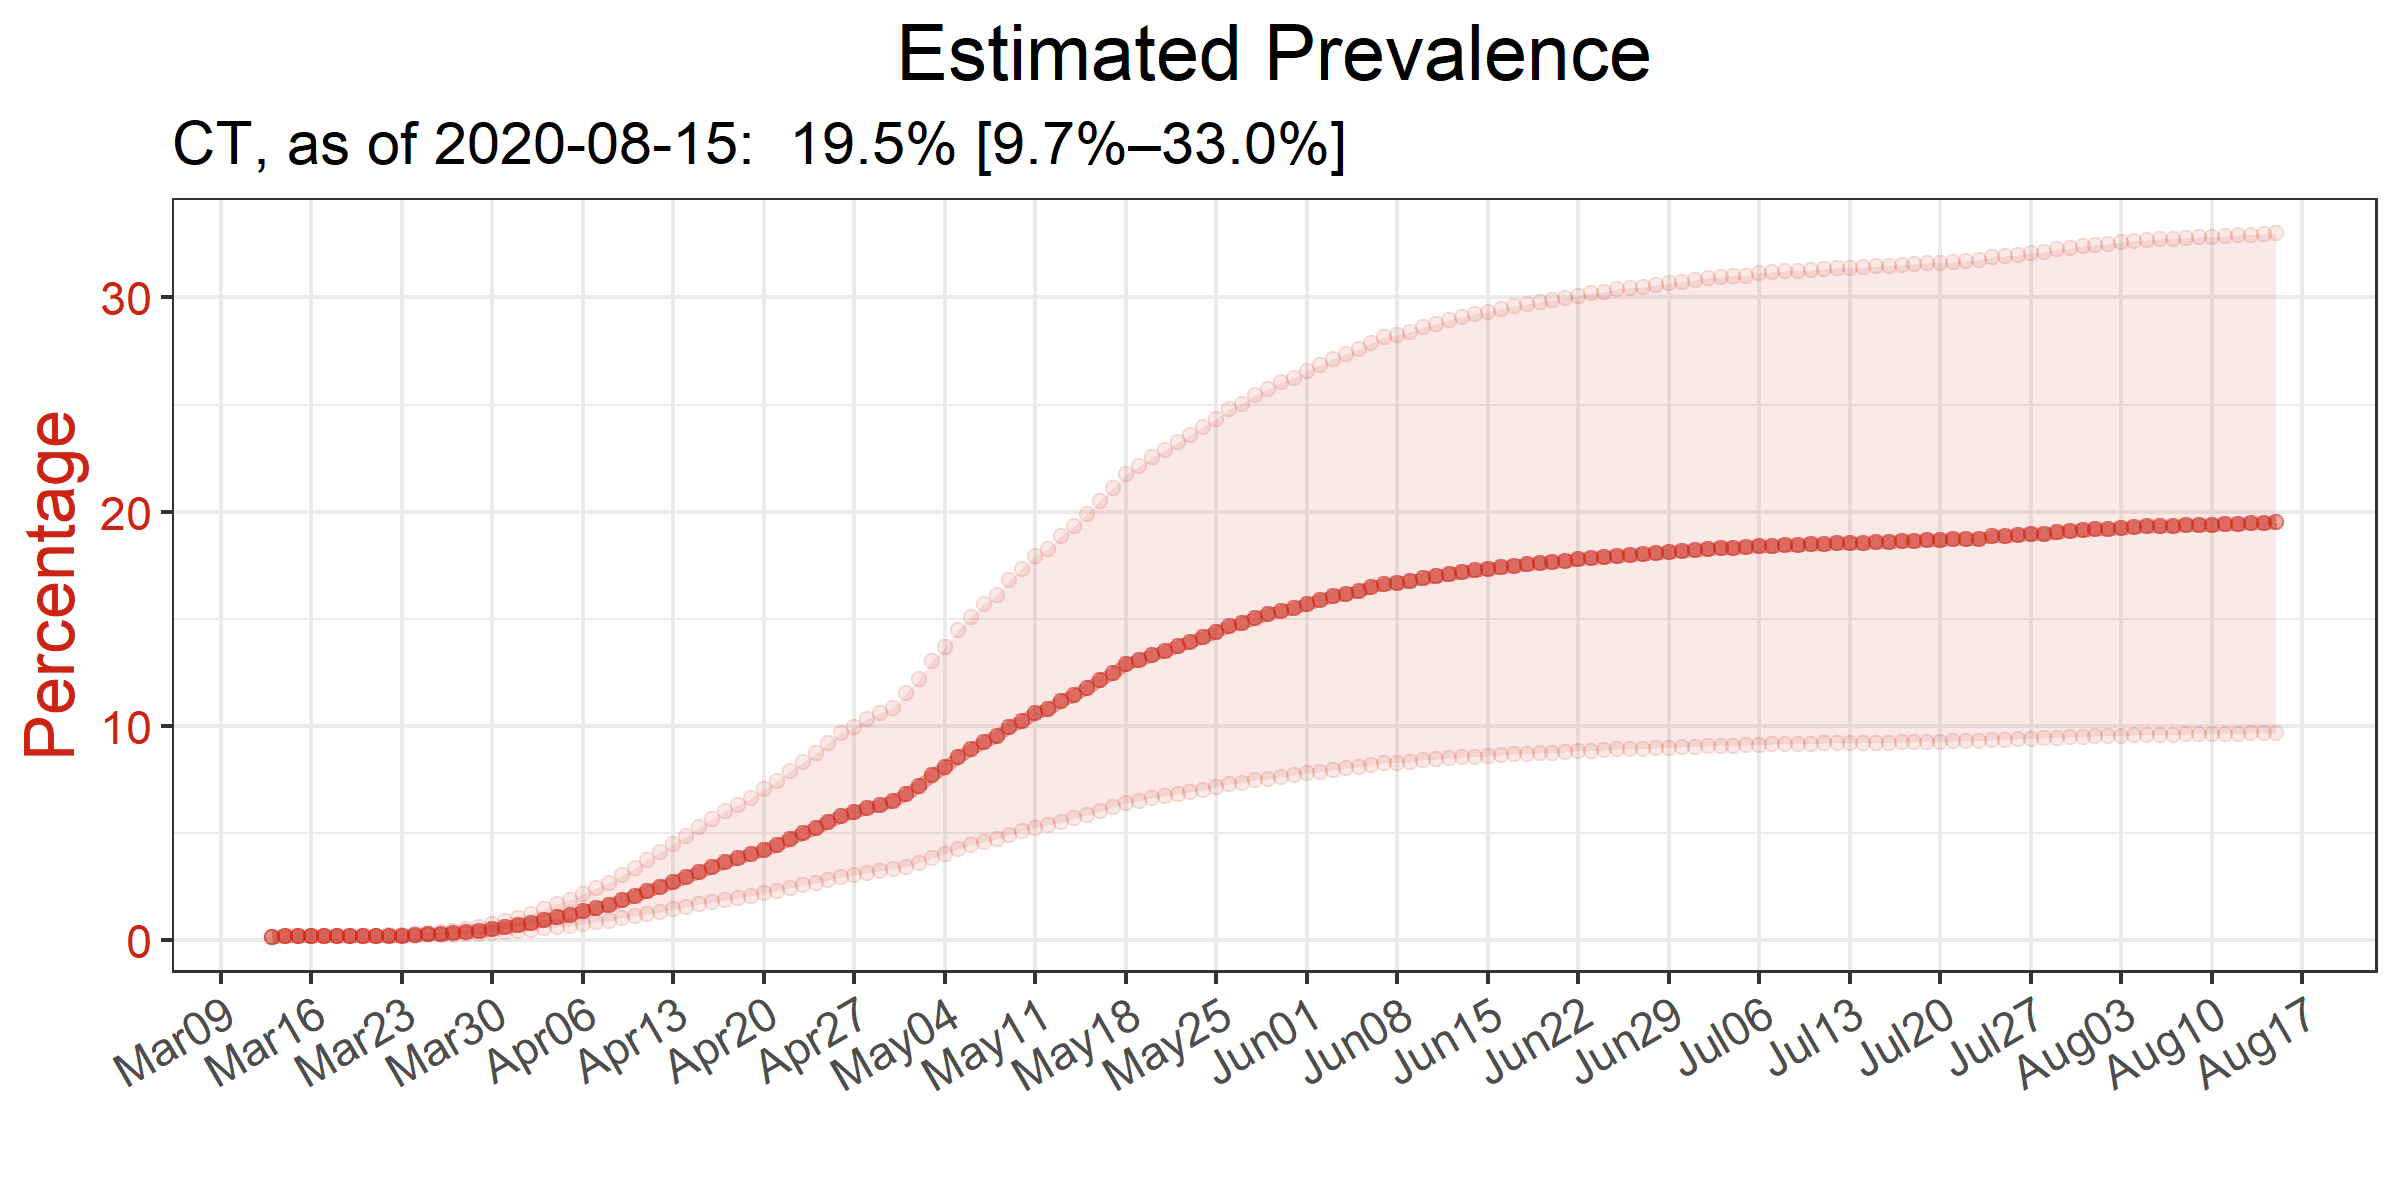 Estimated Prevalence
CT, as of 2020-08-15:  19.5% [9.7%–33.0%]
Percentage
30
20
10
0
Mar09
Mar16
Mar23
Mar30
Apr06
Apr13
Apr20
Apr27
May04
May11
May18
May25
Jun01
Jun08
Jun15
Jun22
Jun29
Jul06
Jul13
Jul20
Jul27
Aug03
Aug10
Aug17